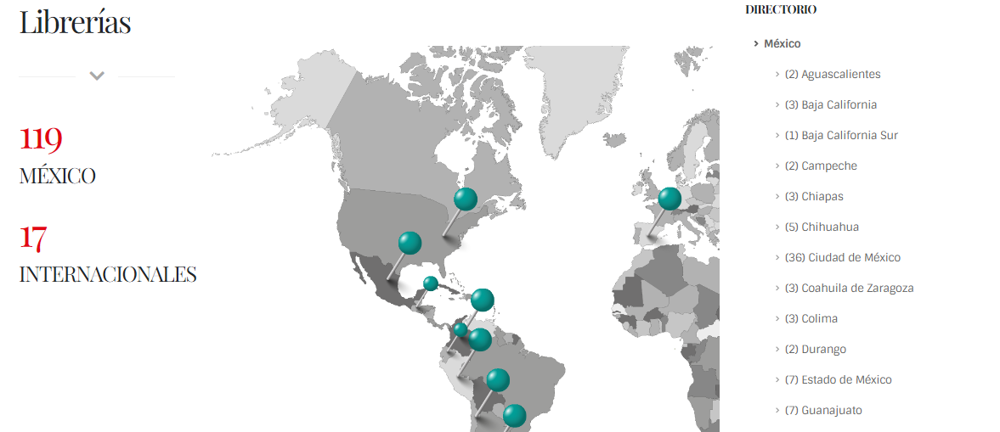 Librerías
119
MÉXICO
17
INTERNACIONALES
DIRECTORIO
México
(2) Aguascalientes
(3) Baja California
(1) Baja California Sur
(2) Campeche
(3) Chiapas
(5) Chihuahua
(36) Ciudad de México
(3) Coahuila de Zaragoza
(3) Colima
(2) Durango
(7) Estado de México
(7) Guanajuato